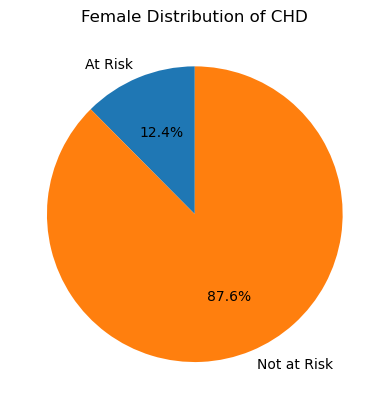 Female Distribution of CHD
At Risk
12.4%
87.6%
Not at Risk